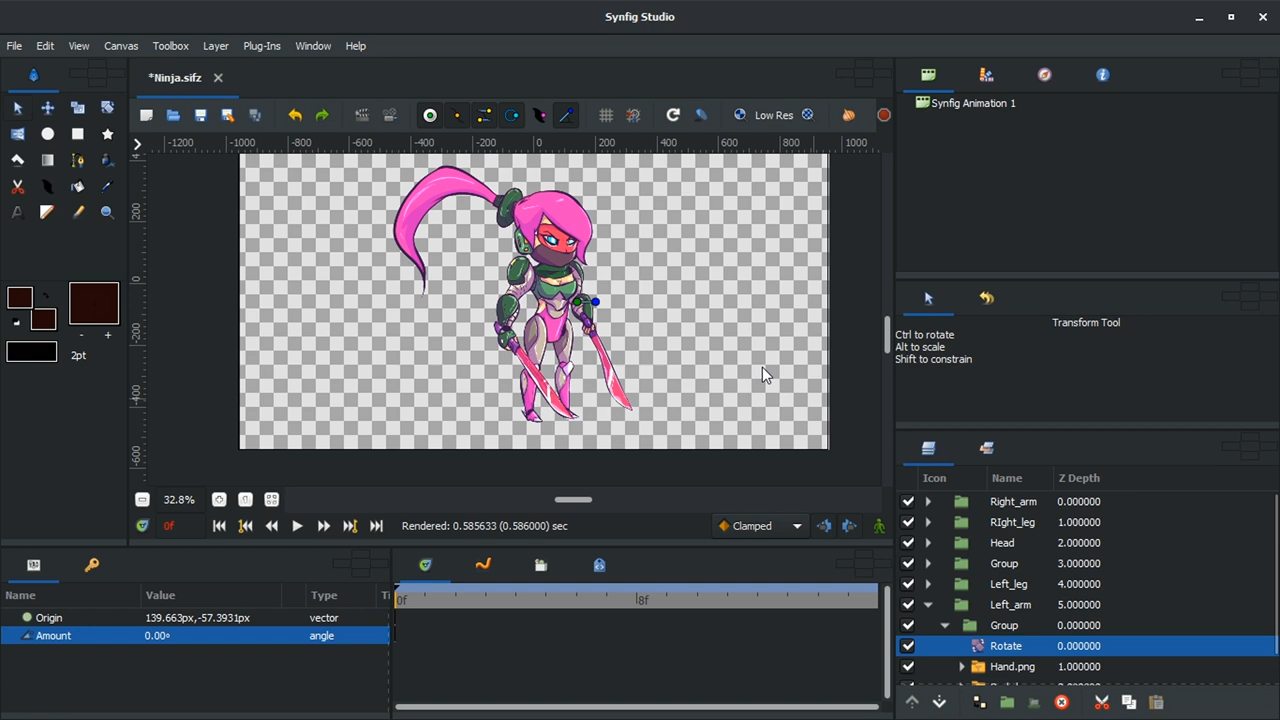 Synfig Studio
File Edit View Canvas Toolbox Layer Plug-Ins Window Help
*Ninja.sifz
Low Res
-1200 -1000 -800 -600 -400 -200 0 200 400 600 800 1000
200
0
-200
-400
-600
Synfig Animation 1
2pt
Transform Tool
Ctrl to rotate
Alt to scale
Shift to constrain
Icon Name Z Depth
Right_arm 0.000000
RIght_leg 1.000000
Head 2.000000
Group 3.000000
Left_leg 4.000000
Left_arm 5.000000
Group 0.000000
Rotate 0.000000
Hand.png 1.000000
32.8%
0f
Rendered: 0.585633 (0.586000) sec
Clamped
Name Value Type Ti
Origin 139.663px,-57.3931px vector
Amount 0.00° angle
0f 8f